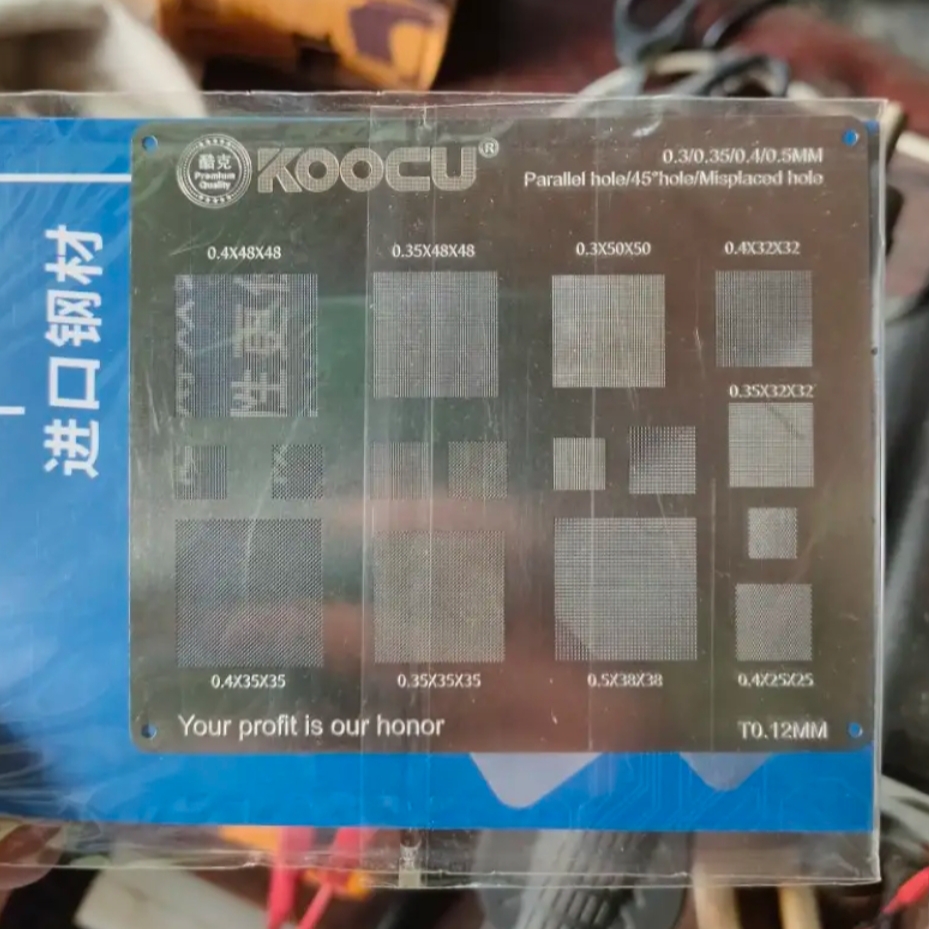 酷克
Premium
Quality
KOOCU®
0.3/0.35/0.4/0.5MM
Parallel hole/45°hole/Misplaced hole
0.4X48X48
0.35X48X48
0.3X50X50
0.4X32X32
0.35X32X32
0.4X35X35
0.35X35X35
0.5X38X38
0.4X25X25
Your profit is our honor
T0.12MM
进口钢材